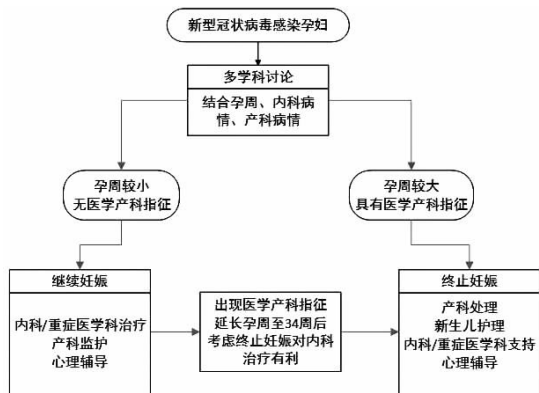 新型冠状病毒感染孕妇
多学科讨论
结合孕周、内科病
情、产科病情
孕周较小
无医学产科指征
孕周较大
具有医学产科指征
继续妊娠
内科/重症医学科治疗
产科监护
心理辅导
出现医学产科指征
延长孕周至34周后
考虑终止妊娠对内科
治疗有利
终止妊娠
产科处理
新生儿护理
内科/重症医学科支持
心理辅导